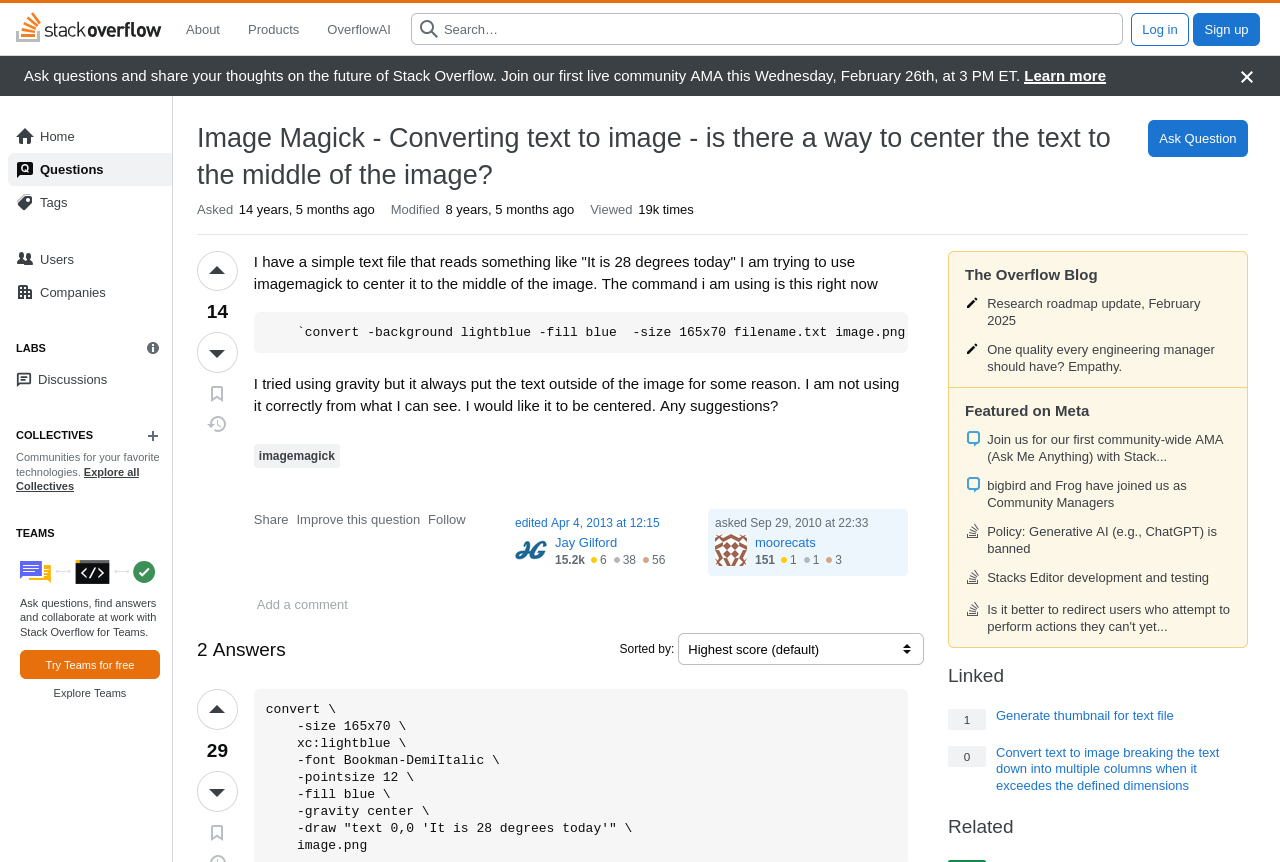 stackoverflow
About
Products
OverflowAI
Search…
Log in
Sign up
Ask questions and share your thoughts on the future of Stack Overflow. Join our first live community AMA this Wednesday, February 26th, at 3 PM ET. Learn more
Home
Questions
Tags
Users
Companies
LABS
Discussions
COLLECTIVES
Communities for your favorite
technologies. Explore all
Collectives
TEAMS
Ask questions, find answers
and collaborate at work with
Stack Overflow for Teams.
Try Teams for free
Explore Teams
Image Magick - Converting text to image - is there a way to center the text to
the middle of the image?
Ask Question
Asked 14 years, 5 months ago Modified 8 years, 5 months ago Viewed 19k times
14
I have a simple text file that reads something like "It is 28 degrees today" I am trying to use
imagemagick to center it to the middle of the image. The command i am using is this right now
`convert -background lightblue -fill blue  -size 165x70 filename.txt image.png
I tried using gravity but it always put the text outside of the image for some reason. I am not using
it correctly from what I can see. I would like it to be centered. Any suggestions?
imagemagick
Share Improve this question Follow
edited Apr 4, 2013 at 12:15
Jay Gilford
15.2k 6 38 56
asked Sep 29, 2010 at 22:33
moorecats
151 1 1 3
Add a comment
2 Answers
Sorted by: Highest score (default)
29
convert \
    -size 165x70 \
    xc:lightblue \
    -font Bookman-DemiItalic \
    -pointsize 12 \
    -fill blue \
    -gravity center \
    -draw "text 0,0 'It is 28 degrees today'" \
    image.png
The Overflow Blog
Research roadmap update, February
2025
One quality every engineering manager
should have? Empathy.
Featured on Meta
Join us for our first community-wide AMA
(Ask Me Anything) with Stack...
bigbird and Frog have joined us as
Community Managers
Policy: Generative AI (e.g., ChatGPT) is
banned
Stacks Editor development and testing
Is it better to redirect users who attempt to
perform actions they can't yet...
Linked
1 Generate thumbnail for text file
0 Convert text to image breaking the text
down into multiple columns when it
exceedes the defined dimensions
Related